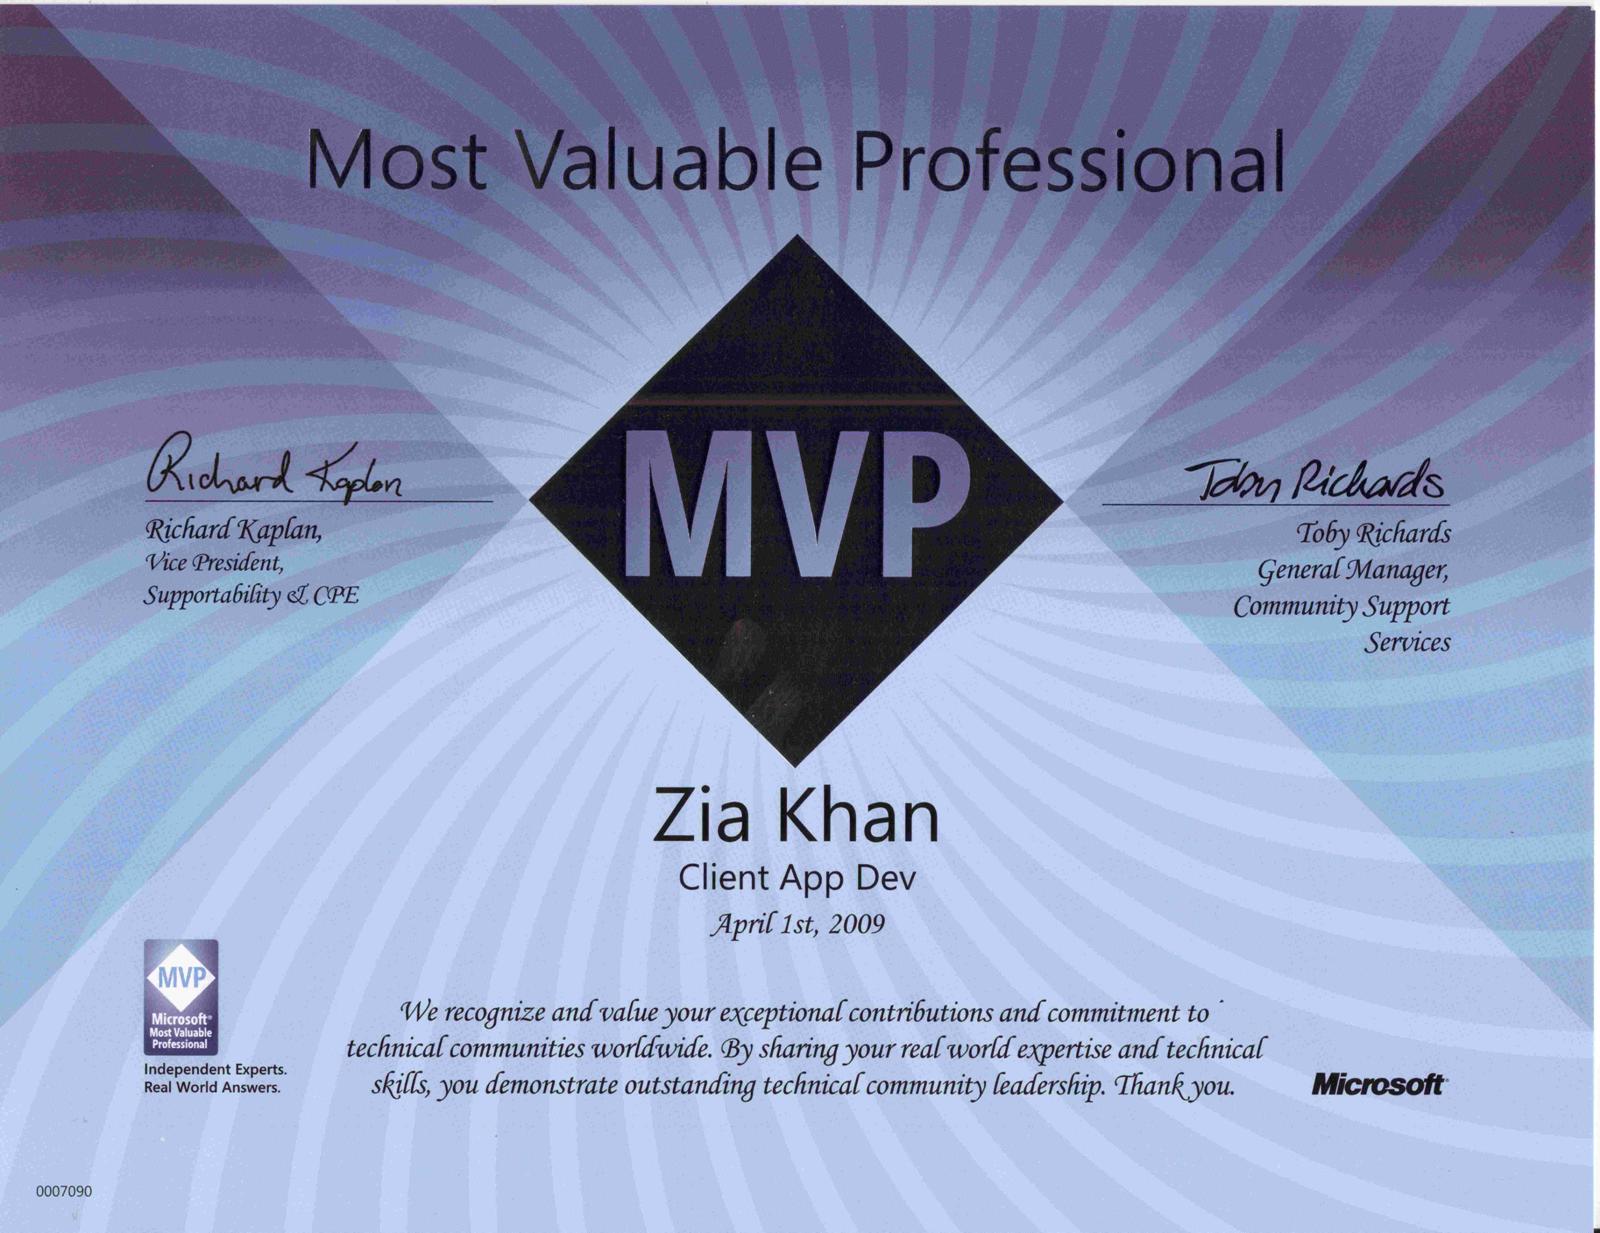 Most Valuable Professional
MVP
Richard Kaplan
Richard Kaplan,
Vice President,
Supportability & CPE
Toby Richards
Toby Richards
General Manager,
Community Support
Services
Zia Khan
Client App Dev
April 1st, 2009
MVP
Microsoft®
Most Valuable
Professional
Independent Experts.
Real World Answers.
We recognize and value your exceptional contributions and commitment to
technical communities worldwide. By sharing your real world expertise and technical
skills, you demonstrate outstanding technical community leadership. Thank you.
Microsoft®
0007090